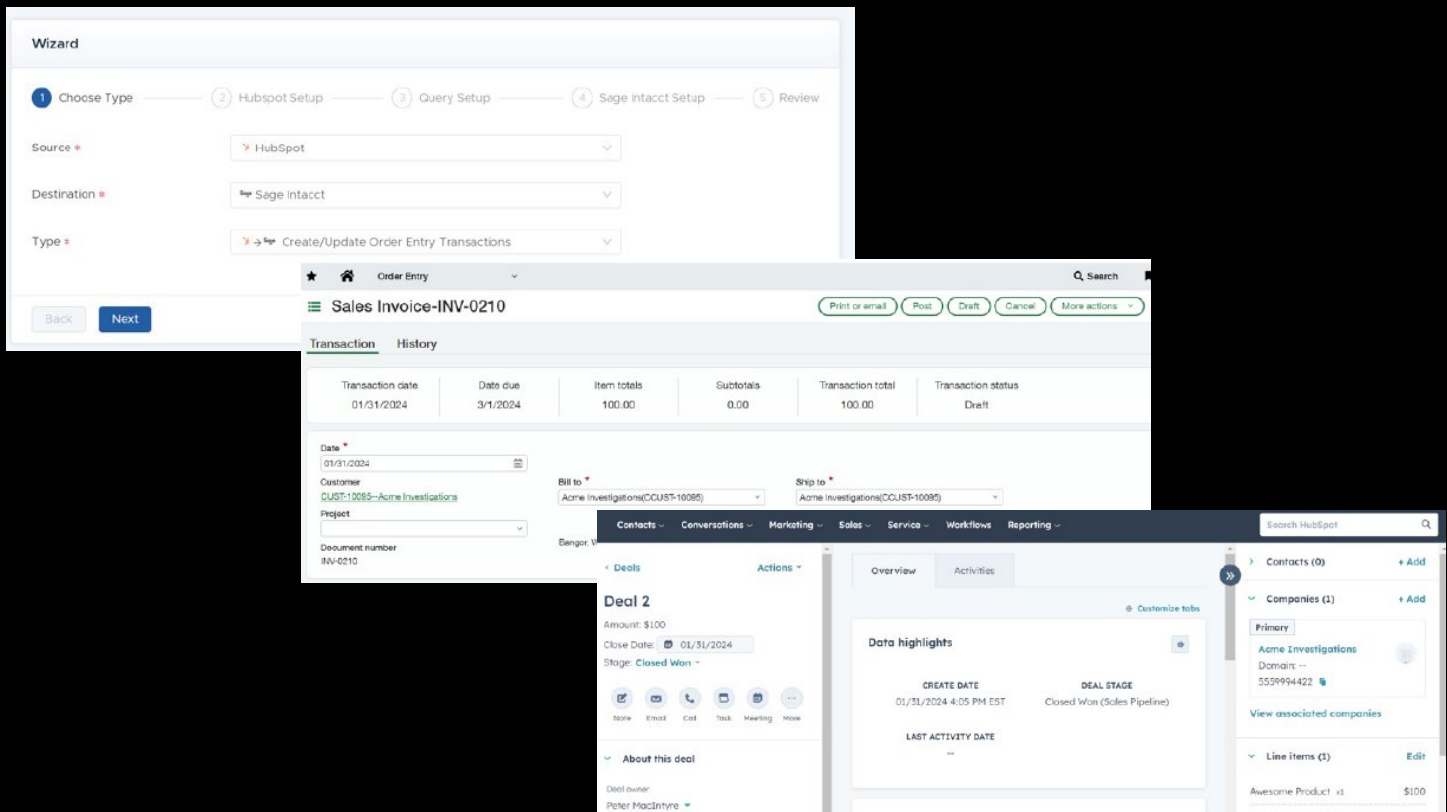 Wizard
1 Choose Type 2 Hubspot Setup 3 Query Setup 4 Sage Intacct Setup 5 Review
Source * HubSpot
Destination * Sage Intacct
Type * → Create/Update Order Entry Transactions
Back Next
Order Entry Search
Sales Invoice-INV-0210 Print or email Post Draft Cancel More actions
Transaction History
Transaction date Date due Item totals Subtotals Transaction total Transaction status
01/31/2024 3/1/2024 100.00 0.00 100.00 Draft
Date *
01/31/2024
Customer Bill to * Ship to *
CUST-10095--Acme Investigations Acme Investigations(CCUST-10095) Acme Investigations(CCUST-10095)
Project
Bangor, W
Document number
INV-0210
Contacts Conversations Marketing Sales Service Workflows Reporting Search HubSpot
< Deals Actions
Deal 2
Amount: $100
Close Date: 01/31/2024
Stage: Closed Won
None Email Call Task Meeting More
About this deal
Deal owner
Peter MacIntyre
Overview Activities
Customize tabs
Data highlights
CREATE DATE DEAL STAGE
01/31/2024 4:05 PM EST Closed Won (Sales Pipeline)
LAST ACTIVITY DATE
--
Contacts (0) + Add
Companies (1) + Add
Primary
Acme Investigations
Domain: --
5559994422
View associated companies
Line items (1) Edit
Awesome Product x1 $100